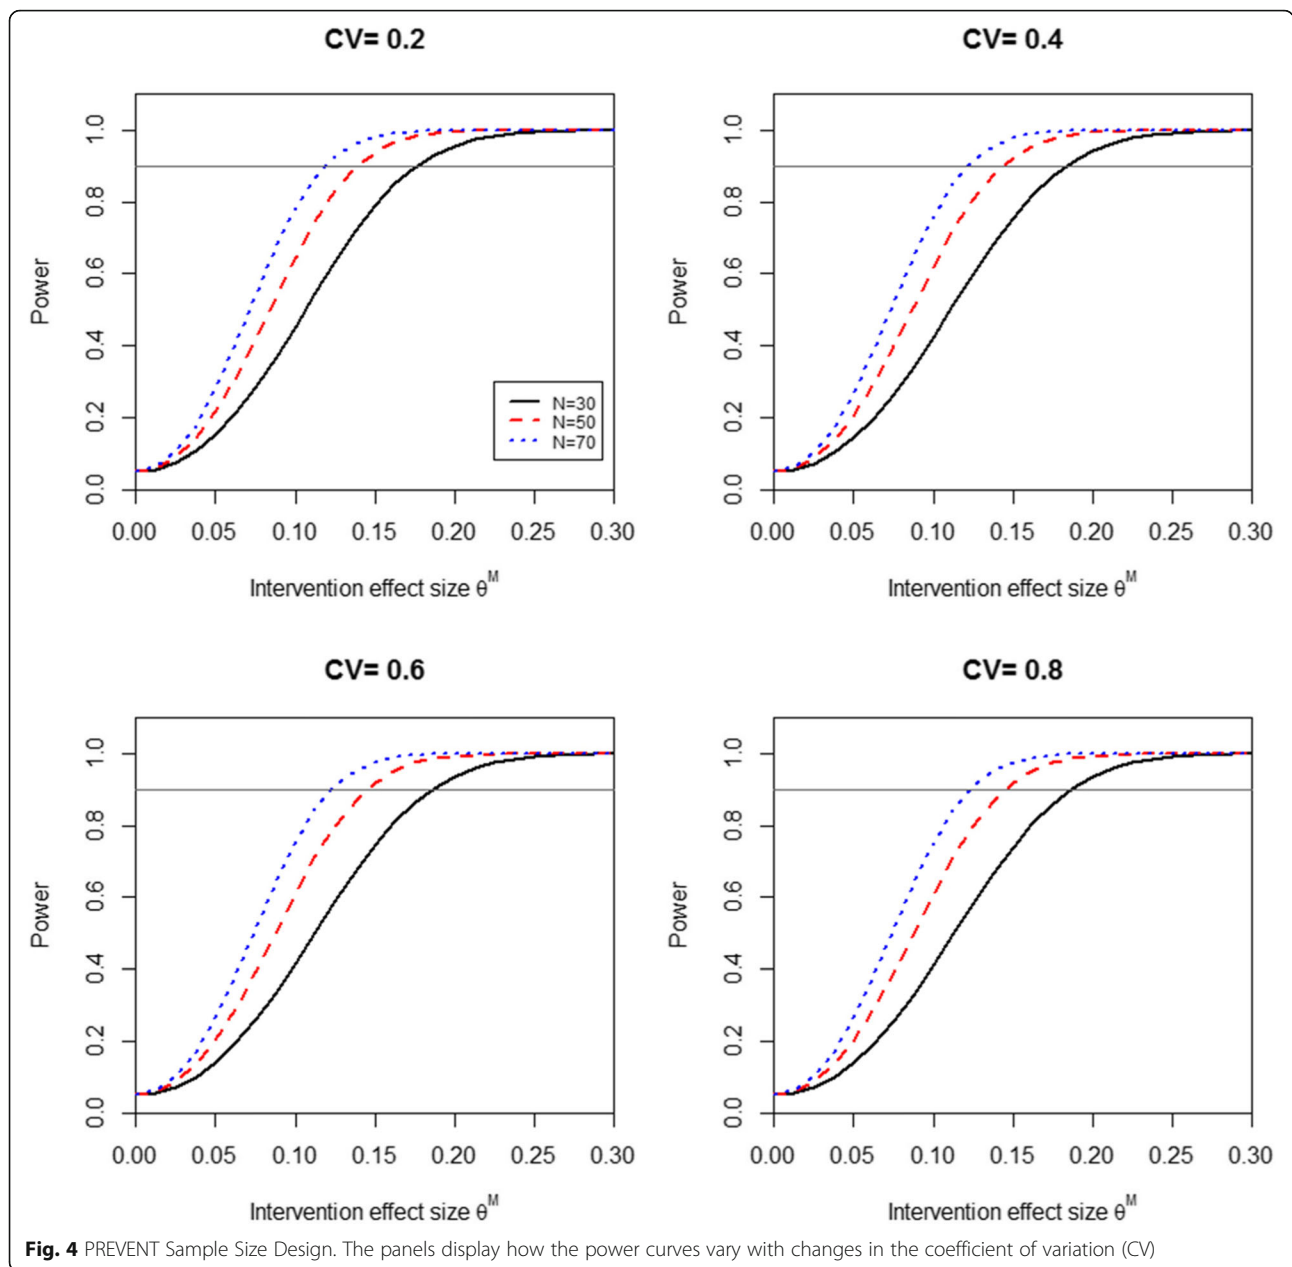 CV= 0.2
Power
0.0 0.2 0.4 0.6 0.8 1.0
N=30
N=50
N=70
0.00 0.05 0.10 0.15 0.20 0.25 0.30
Intervention effect size θ^M
CV= 0.4
Power
0.0 0.2 0.4 0.6 0.8 1.0
0.00 0.05 0.10 0.15 0.20 0.25 0.30
Intervention effect size θ^M
CV= 0.6
Power
0.0 0.2 0.4 0.6 0.8 1.0
0.00 0.05 0.10 0.15 0.20 0.25 0.30
Intervention effect size θ^M
CV= 0.8
Power
0.0 0.2 0.4 0.6 0.8 1.0
0.00 0.05 0.10 0.15 0.20 0.25 0.30
Intervention effect size θ^M
Fig. 4 PREVENT Sample Size Design. The panels display how the power curves vary with changes in the coefficient of variation (CV)